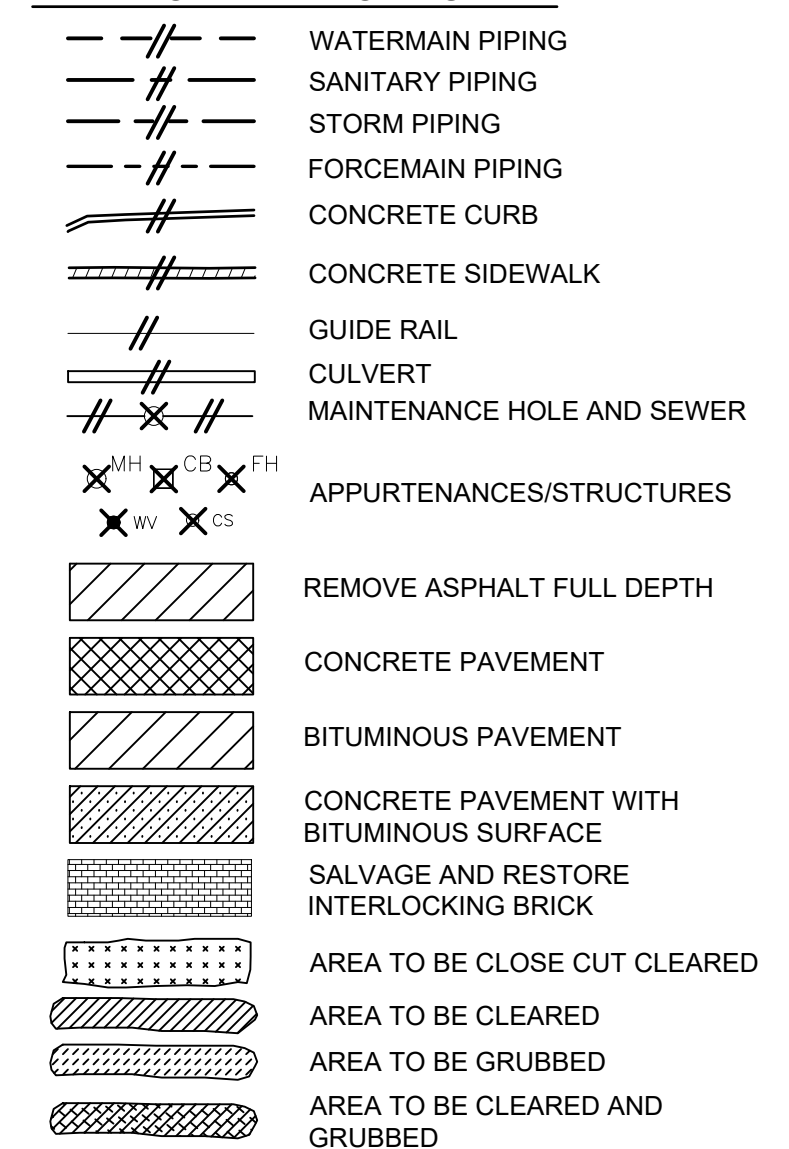 WATERMAIN PIPING
SANITARY PIPING
STORM PIPING
FORCEMAIN PIPING
CONCRETE CURB
CONCRETE SIDEWALK
GUIDE RAIL
CULVERT
MAINTENANCE HOLE AND SEWER
MH CB FH
WV CS
APPURTENANCES/STRUCTURES
REMOVE ASPHALT FULL DEPTH
CONCRETE PAVEMENT
BITUMINOUS PAVEMENT
CONCRETE PAVEMENT WITH
BITUMINOUS SURFACE
SALVAGE AND RESTORE
INTERLOCKING BRICK
AREA TO BE CLOSE CUT CLEARED
AREA TO BE CLEARED
AREA TO BE GRUBBED
AREA TO BE CLEARED AND
GRUBBED